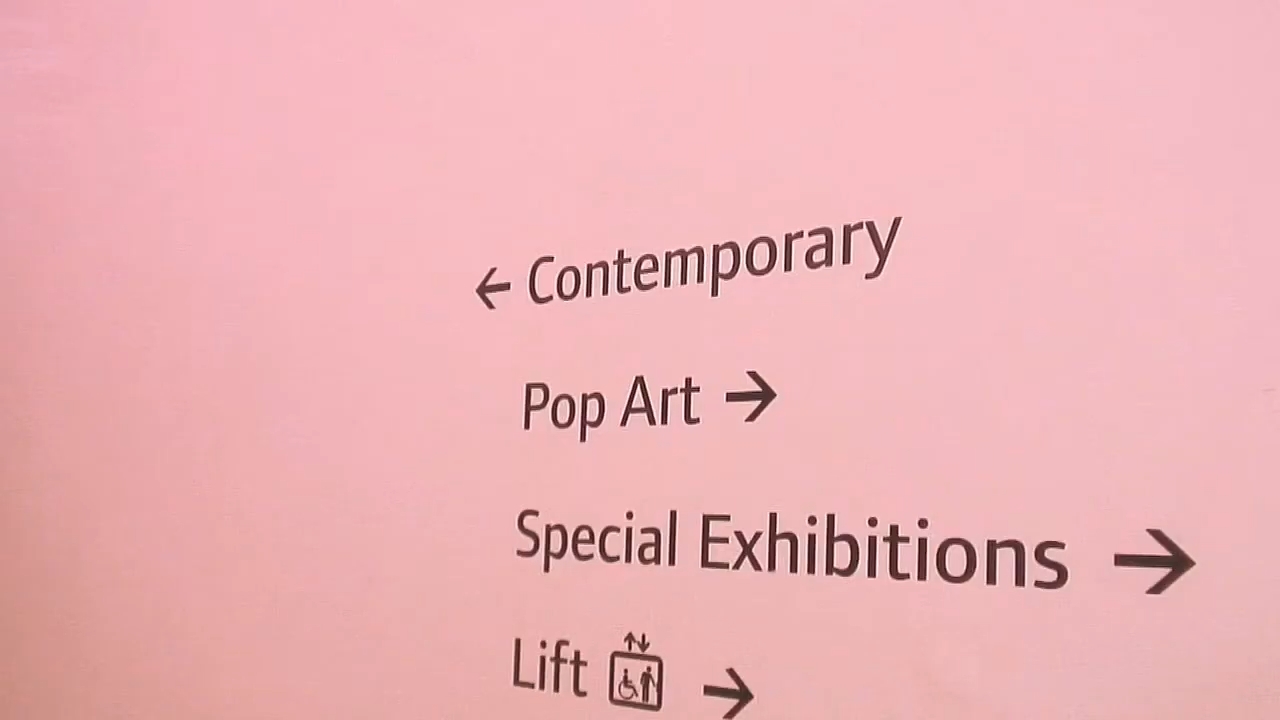 ← Contemporary
Pop Art →
Special Exhibitions →
Lift →